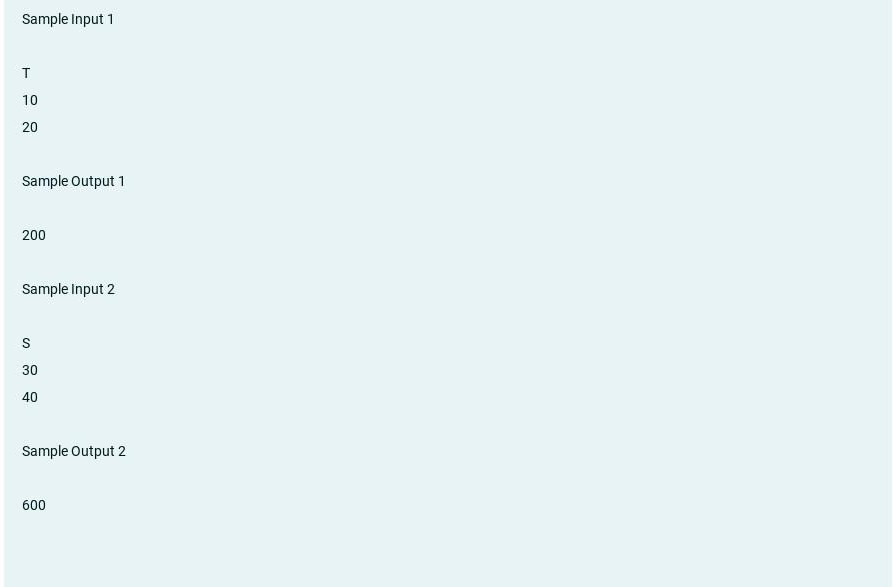 Sample Input 1
T
10
20
Sample Output 1
200
Sample Input 2
S
30
40
Sample Output 2
600